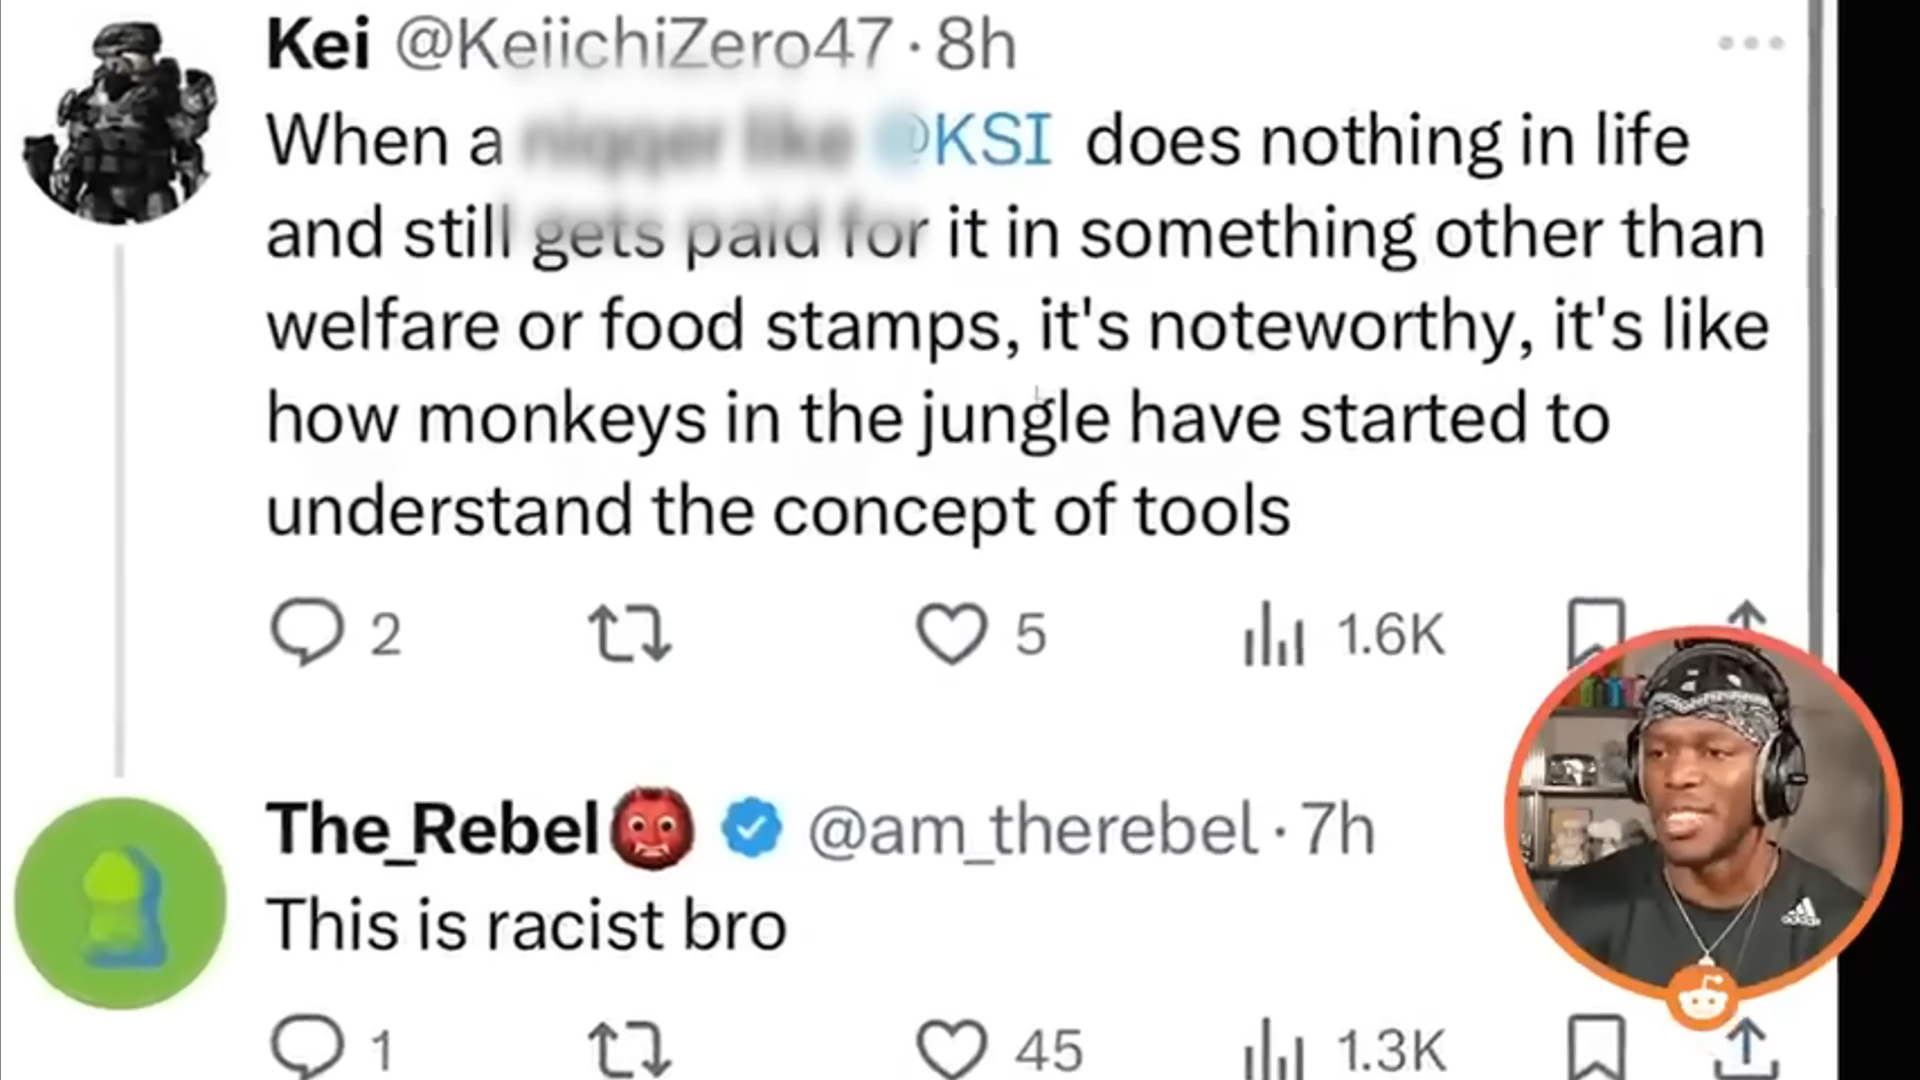 Kei @KeiichiZero47 · 8h
When a like @KSI does nothing in life
and still gets paid for it in something other than
welfare or food stamps, it's noteworthy, it's like
how monkeys in the jungle have started to
understand the concept of tools
2 5 1.6K
The_Rebel👹 @am_therebel · 7h
This is racist bro
1 45 1.3K
adidas